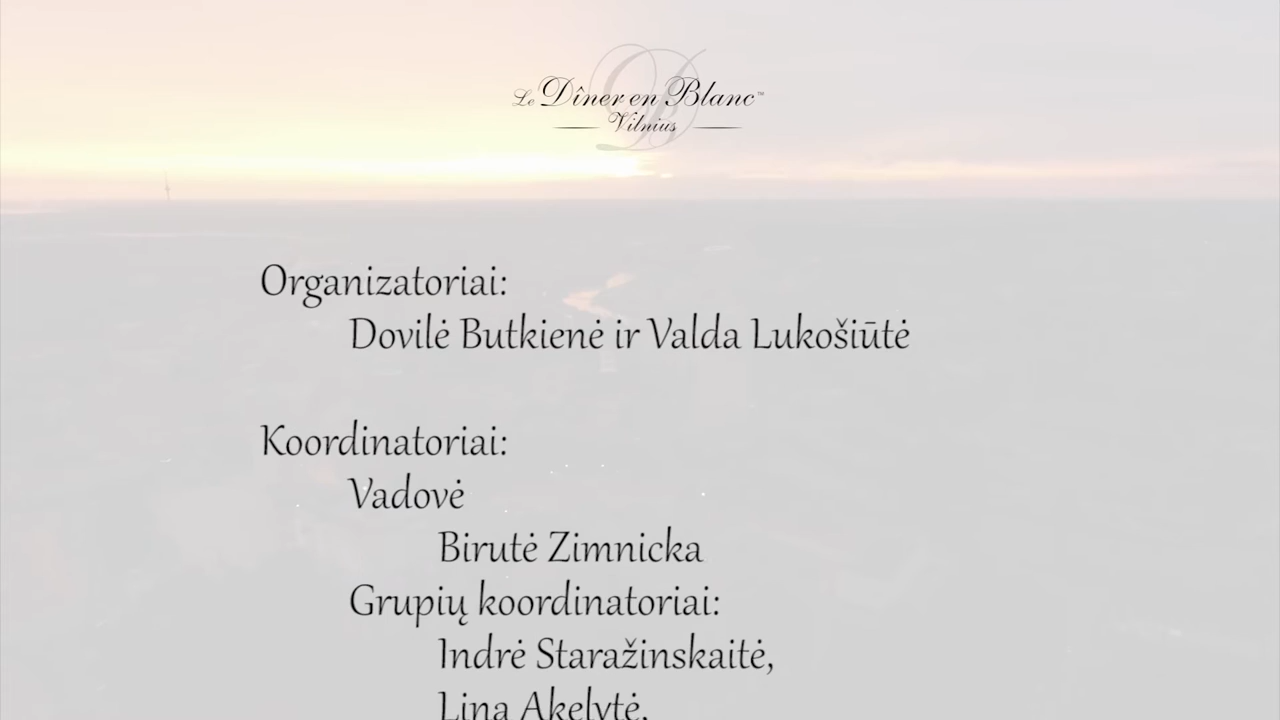 Le Dîner en Blanc™
Vilnius
Organizatoriai:
Dovilė Butkienė ir Valda Lukošiūtė
Koordinatoriai:
Vadovė
Birutė Zimnicka
Grupių koordinatoriai:
Indrė Staražinskaitė,
Lina Akelytė,